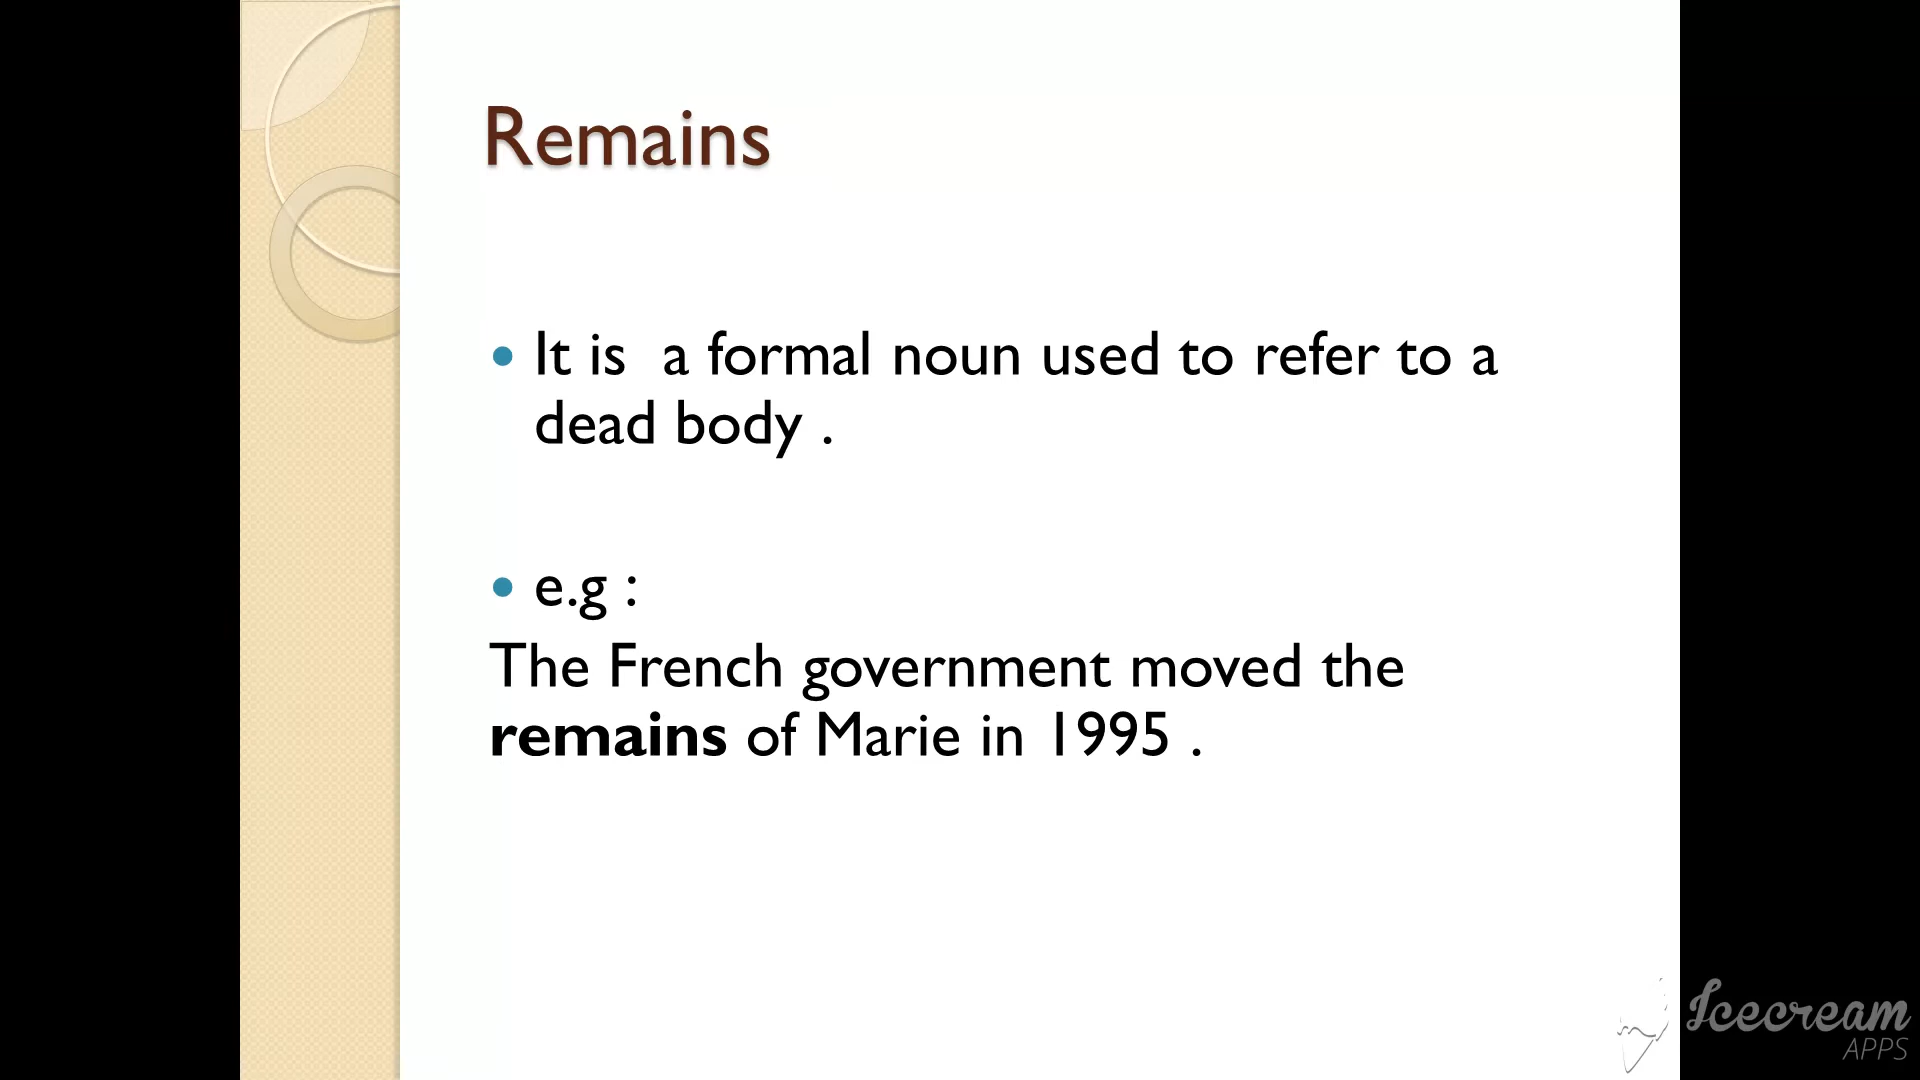 Remains
• It is  a formal noun used to refer to a
dead body .
• e.g :
The French government moved the
remains of Marie in 1995 .
Icecream
APPS